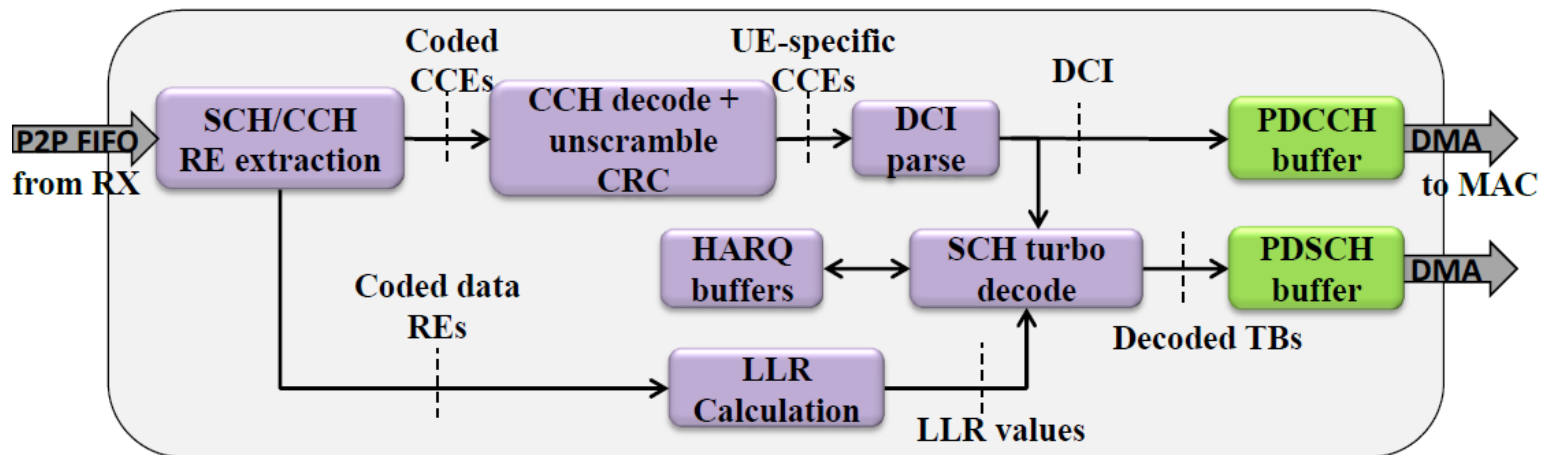 Coded
CCEs
UE-specific
CCEs
DCI
P2P FIFO
from RX
SCH/CCH
RE extraction
CCH decode +
unscramble
CRC
DCI
parse
PDCCH
buffer
DMA
to MAC
HARQ
buffers
SCH turbo
decode
PDSCH
buffer
DMA
Coded data
REs
Decoded TBs
LLR
Calculation
LLR values